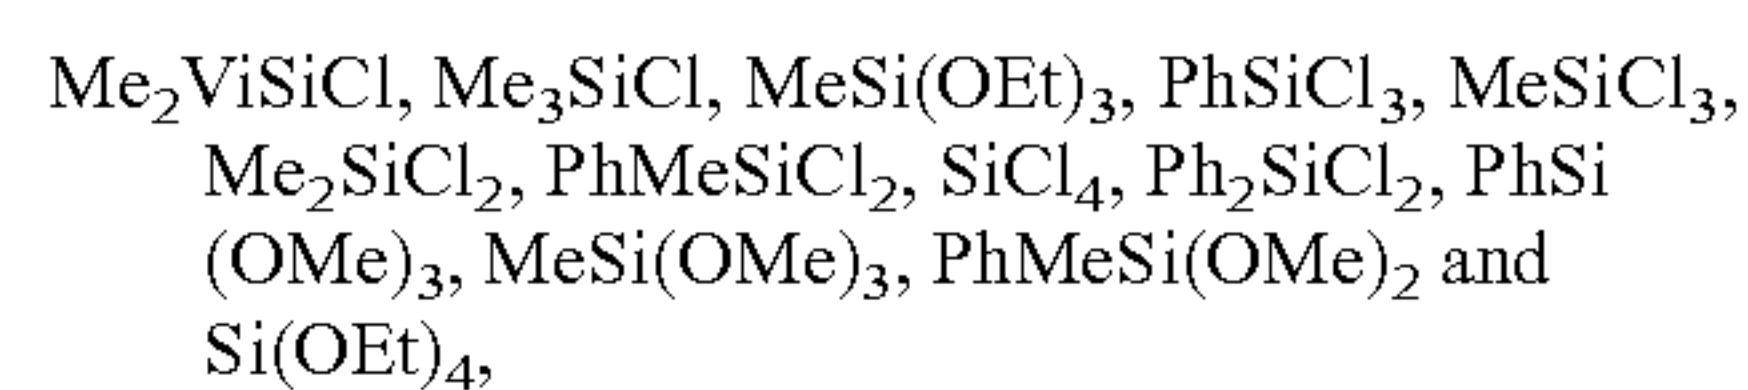 Me₂ViSiCl, Me₃SiCl, MeSi(OEt)₃, PhSiCl₃, MeSiCl₃,
Me₂SiCl₂, PhMeSiCl₂, SiCl₄, Ph₂SiCl₂, PhSi
(OMe)₃, MeSi(OMe)₃, PhMeSi(OMe)₂ and
Si(OEt)₄,